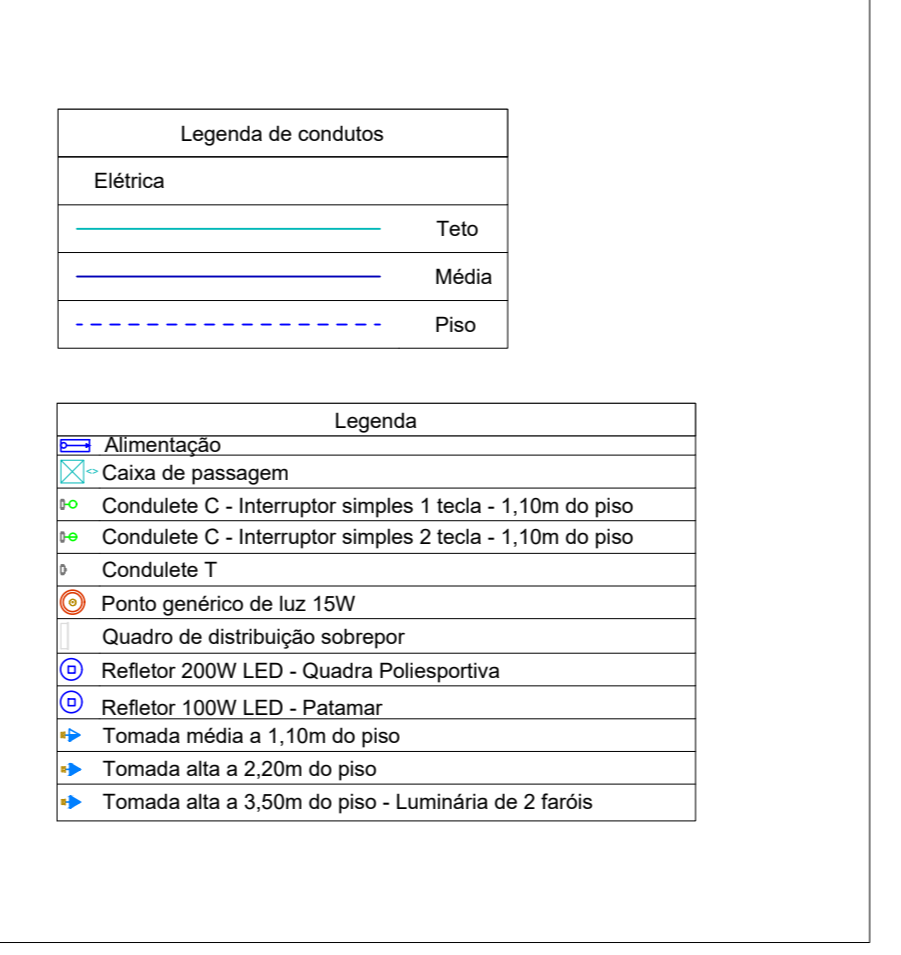 Legenda de condutos
Elétrica
Teto
Média
Piso
Legenda
Alimentação
Caixa de passagem
Condulete C - Interruptor simples 1 tecla - 1,10m do piso
Condulete C - Interruptor simples 2 tecla - 1,10m do piso
Condulete T
Ponto genérico de luz 15W
Quadro de distribuição sobrepor
Refletor 200W LED - Quadra Poliesportiva
Refletor 100W LED - Patamar
Tomada média a 1,10m do piso
Tomada alta a 2,20m do piso
Tomada alta a 3,50m do piso - Luminária de 2 faróis